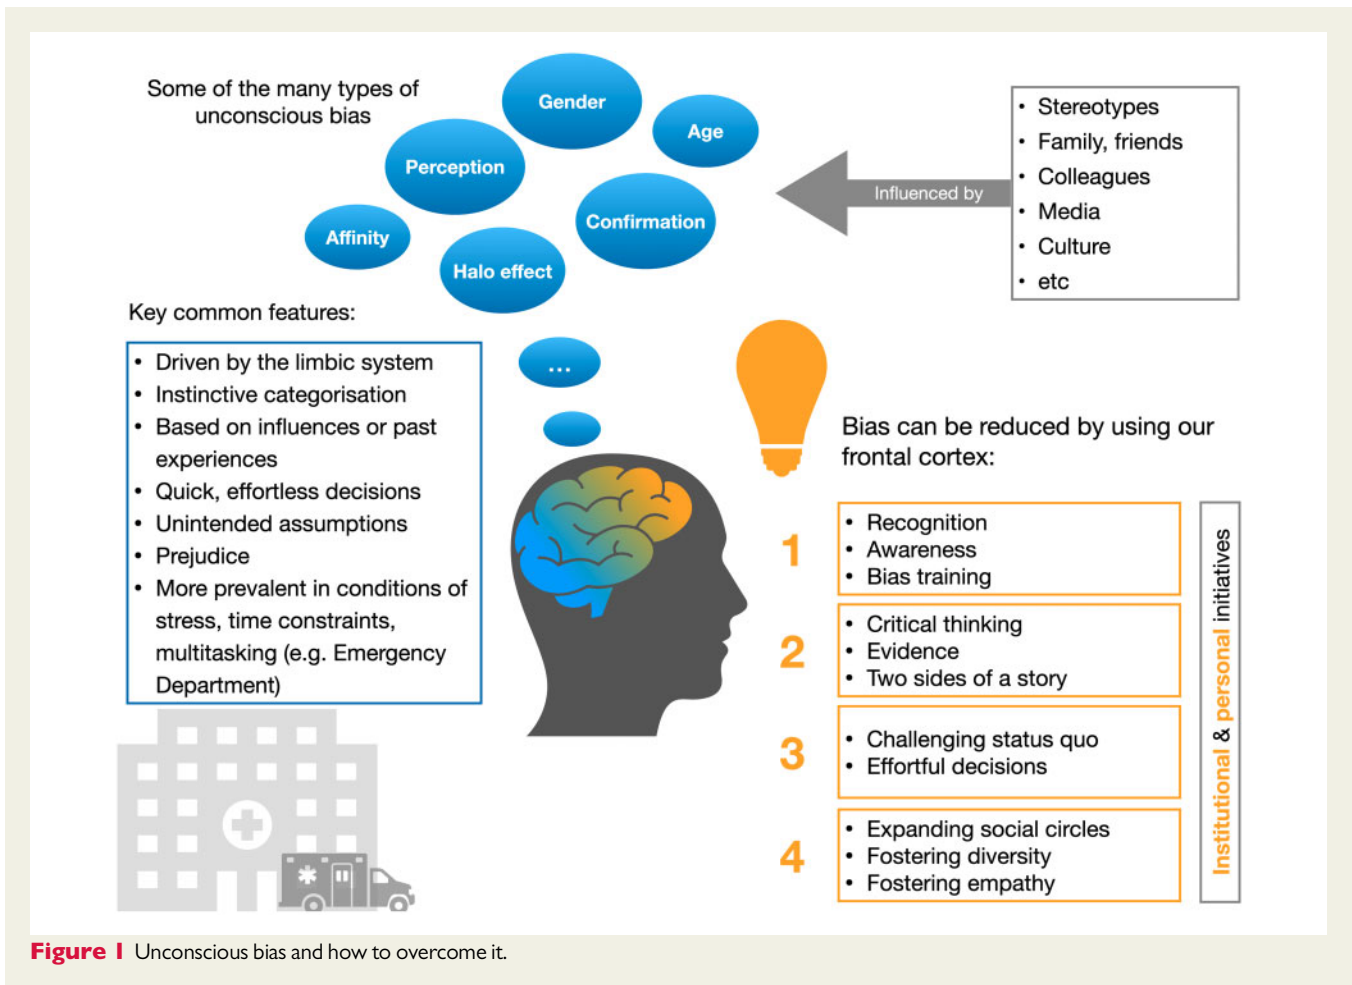 Some of the many types of
unconscious bias
Gender
Age
Perception
Confirmation
Affinity
Halo effect
...
Influenced by
• Stereotypes
• Family, friends
• Colleagues
• Media
• Culture
• etc
Key common features:
• Driven by the limbic system
• Instinctive categorisation
• Based on influences or past
experiences
• Quick, effortless decisions
• Unintended assumptions
• Prejudice
• More prevalent in conditions of
stress, time constraints,
multitasking (e.g. Emergency
Department)
Bias can be reduced by using our
frontal cortex:
1
• Recognition
• Awareness
• Bias training
2
• Critical thinking
• Evidence
• Two sides of a story
3
• Challenging status quo
• Effortful decisions
4
• Expanding social circles
• Fostering diversity
• Fostering empathy
Institutional & personal initiatives
Figure 1 Unconscious bias and how to overcome it.